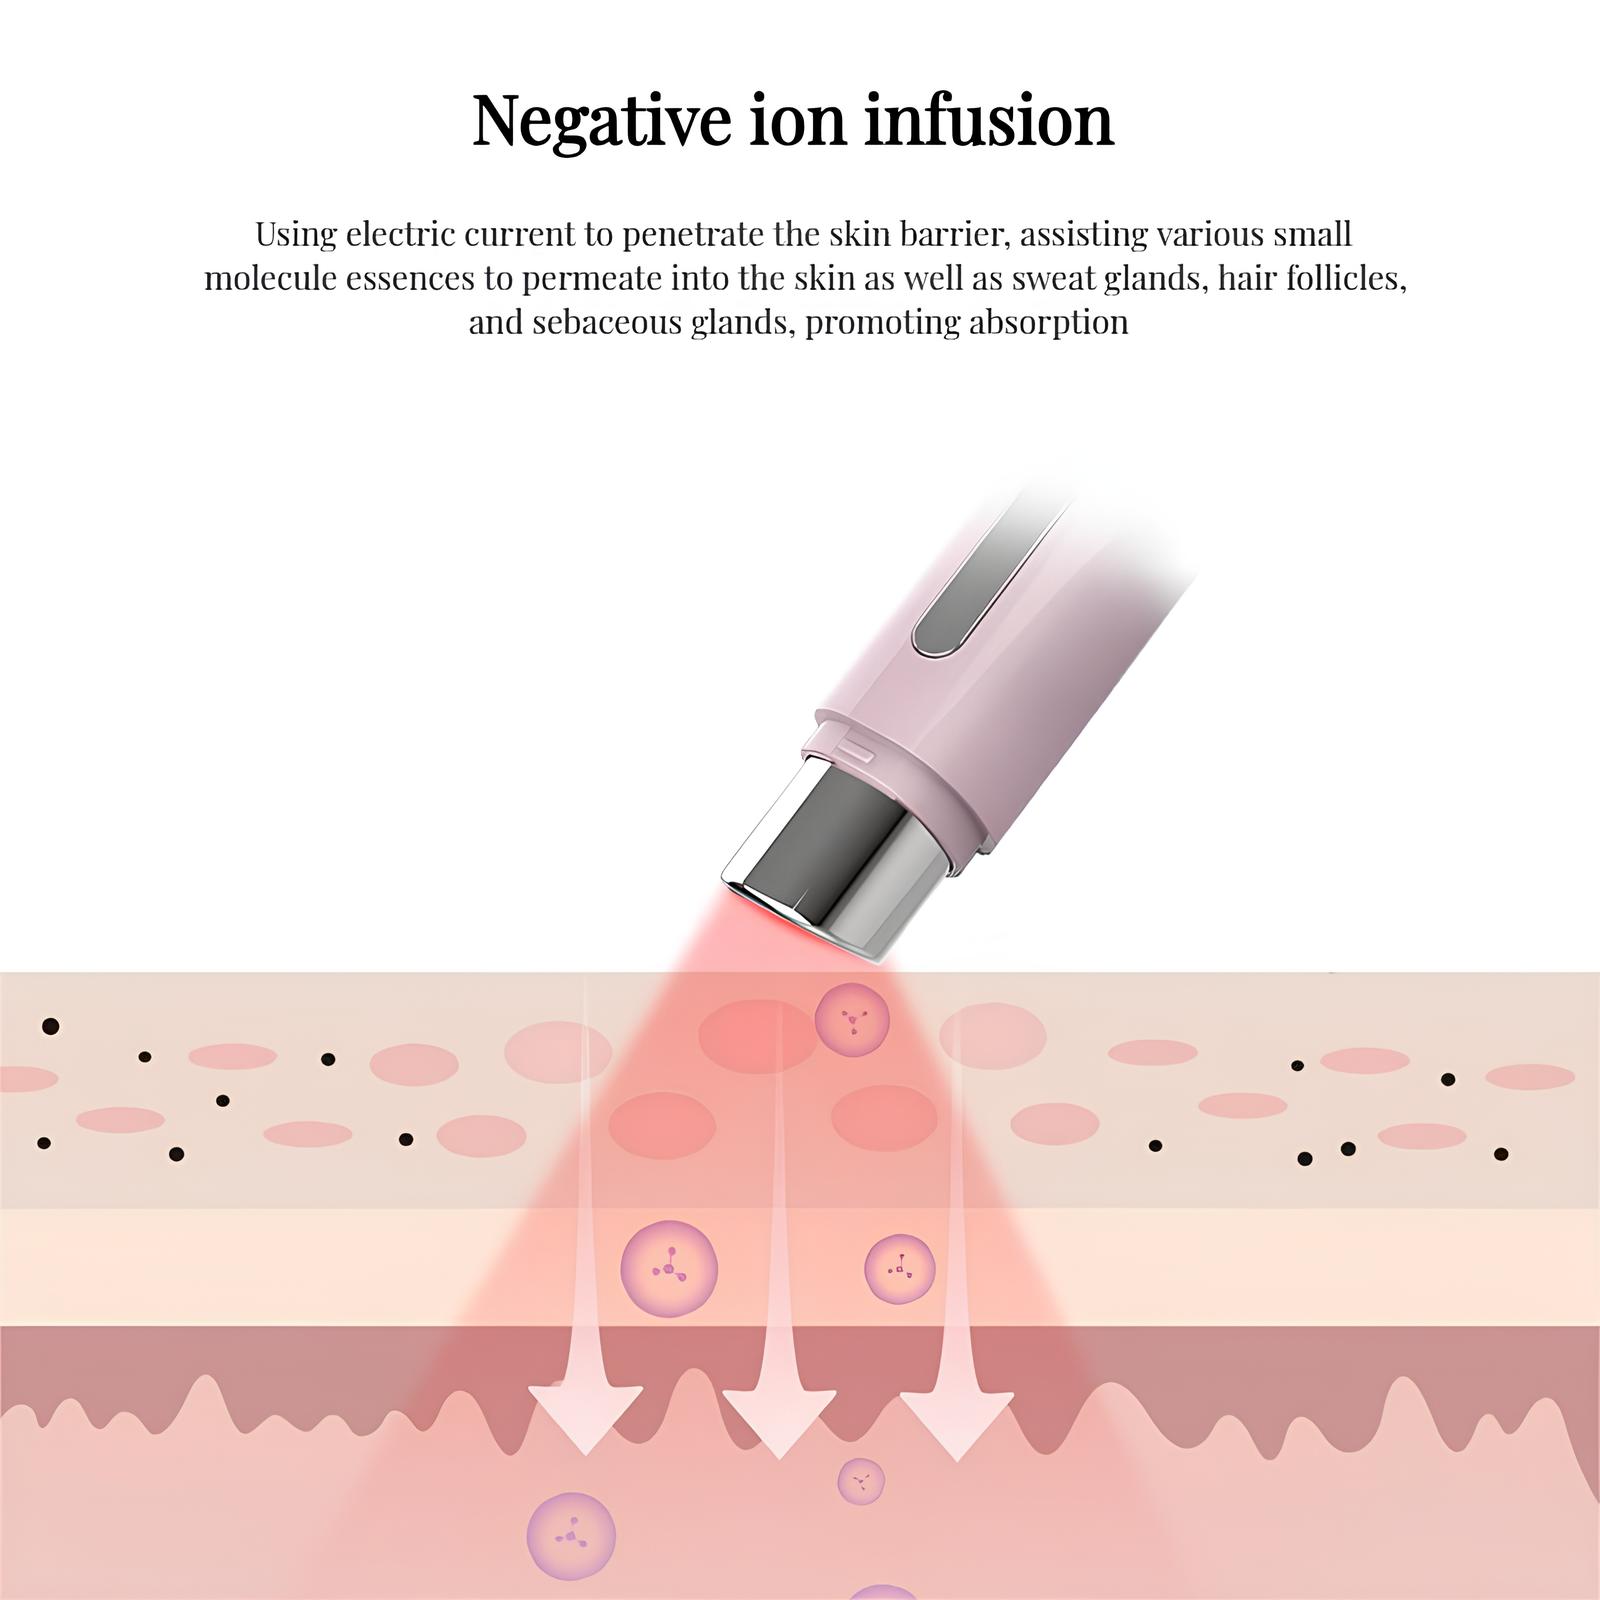 Negative ion infusion
Using electric current to penetrate the skin barrier, assisting various small
molecule essences to permeate into the skin as well as sweat glands, hair follicles,
and sebaceous glands, promoting absorption